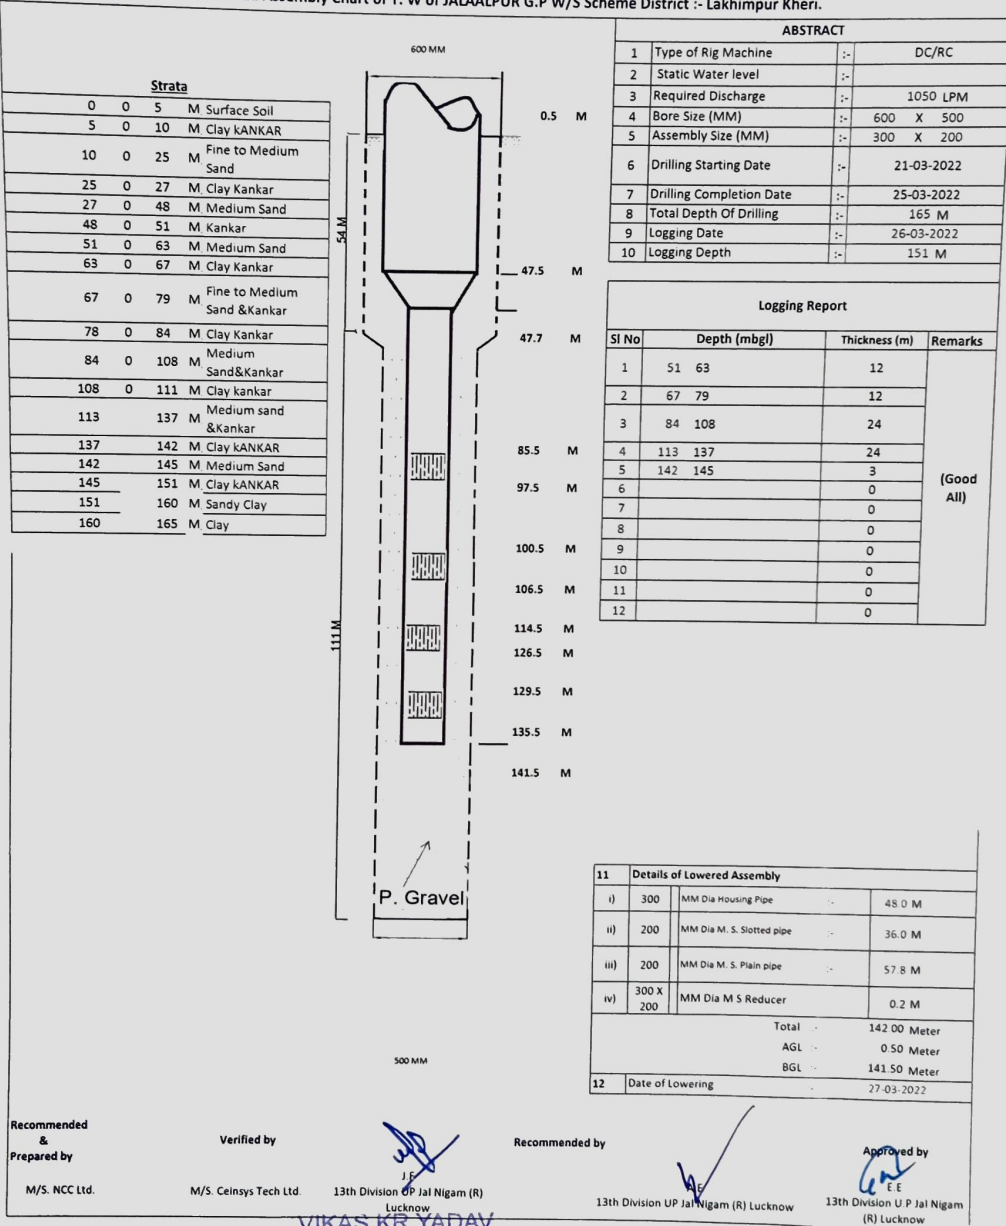 Assembly Chart of T. W of JALAALPUR G.P W/S Scheme District :- Lakhimpur Kheri.
Strata
0 0 5 M Surface Soil
5 0 10 M Clay kANKAR
10 0 25 M Fine to Medium Sand
25 0 27 M Clay Kankar
27 0 48 M Medium Sand
48 0 51 M Kankar
51 0 63 M Medium Sand
63 0 67 M Clay Kankar
67 0 79 M Fine to Medium Sand &Kankar
78 0 84 M Clay Kankar
84 0 108 M Medium Sand&Kankar
108 0 111 M Clay kankar
113 137 M Medium sand &Kankar
137 142 M Clay kANKAR
142 145 M Medium Sand
145 151 M Clay kANKAR
151 160 M Sandy Clay
160 165 M Clay
600 MM
54 M
111 M
0.5 M
47.5 M
47.7 M
85.5 M
97.5 M
100.5 M
106.5 M
114.5 M
126.5 M
129.5 M
135.5 M
141.5 M
P. Gravel
500 MM
ABSTRACT
1 Type of Rig Machine :- DC/RC
2 Static Water level :-
3 Required Discharge :- 1050 LPM
4 Bore Size (MM) :- 600 X 500
5 Assembly Size (MM) :- 300 X 200
6 Drilling Starting Date :- 21-03-2022
7 Drilling Completion Date :- 25-03-2022
8 Total Depth Of Drilling :- 165 M
9 Logging Date :- 26-03-2022
10 Logging Depth :- 151 M
Logging Report
Sl No Depth (mbgl) Thickness (m) Remarks
1 51 63 12
2 67 79 12
3 84 108 24
4 113 137 24
5 142 145 3
6 0
7 0
8 0
9 0
10 0
11 0
12 0
(Good
All)
11 Details of Lowered Assembly
i) 300 MM Dia Housing Pipe :- 48.0 M
ii) 200 MM Dia M. S. Slotted pipe :- 36.0 M
iii) 200 MM Dia M. S. Plain pipe :- 57.8 M
iv) 300 X 200 MM Dia M S Reducer 0.2 M
Total :- 142.00 Meter
AGL :- 0.50 Meter
BGL :- 141.50 Meter
12 Date of Lowering - 27-03-2022
Recommended
&
Prepared by
M/S. NCC Ltd.
Verified by
M/S. Ceinsys Tech Ltd.
J.E
13th Division UP Jal Nigam (R)
Lucknow
VIKAS KR YADAV
Recommended by
13th Division UP Jal Nigam (R) Lucknow
Approved by
E.E
13th Division U.P Jal Nigam
(R) Lucknow